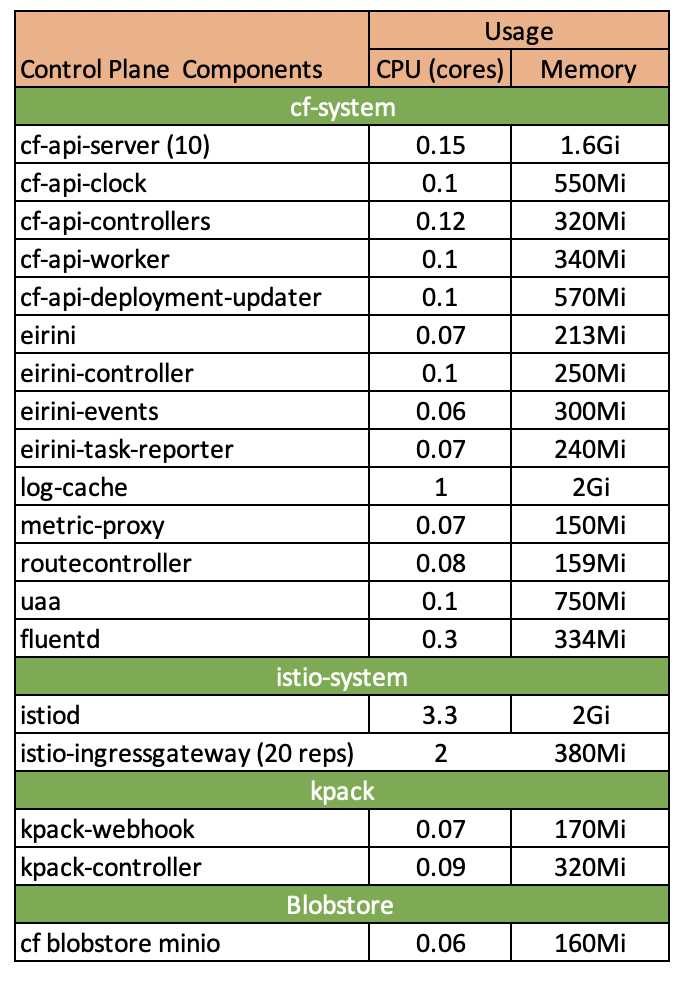 Usage
Control Plane  Components CPU (cores) Memory
cf-system
cf-api-server (10) 0.15 1.6Gi
cf-api-clock 0.1 550Mi
cf-api-controllers 0.12 320Mi
cf-api-worker 0.1 340Mi
cf-api-deployment-updater 0.1 570Mi
eirini 0.07 213Mi
eirini-controller 0.1 250Mi
eirini-events 0.06 300Mi
eirini-task-reporter 0.07 240Mi
log-cache 1 2Gi
metric-proxy 0.07 150Mi
routecontroller 0.08 159Mi
uaa 0.1 750Mi
fluentd 0.3 334Mi
istio-system
istiod 3.3 2Gi
istio-ingressgateway (20 reps) 2 380Mi
kpack
kpack-webhook 0.07 170Mi
kpack-controller 0.09 320Mi
Blobstore
cf blobstore minio 0.06 160Mi